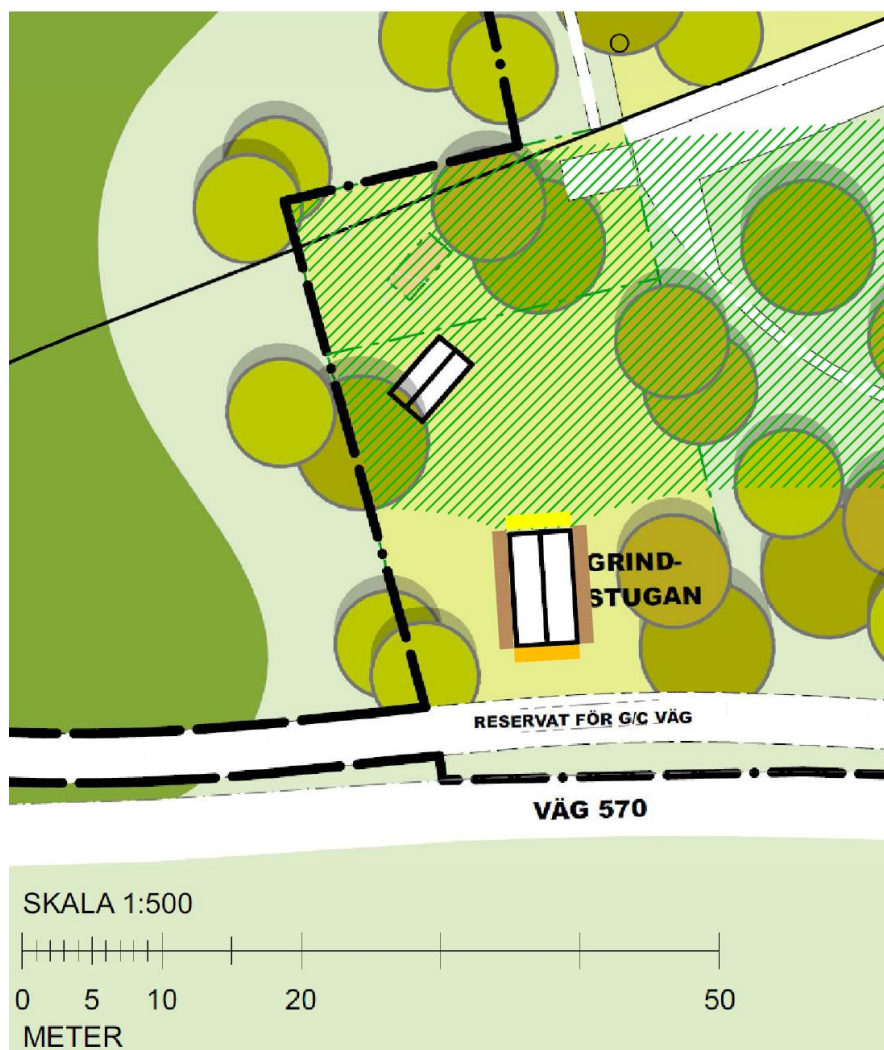 GRIND-
STUGAN
RESERVAT FÖR G/C VÄG
VÄG 570
SKALA 1:500
0 5 10 20 50
METER